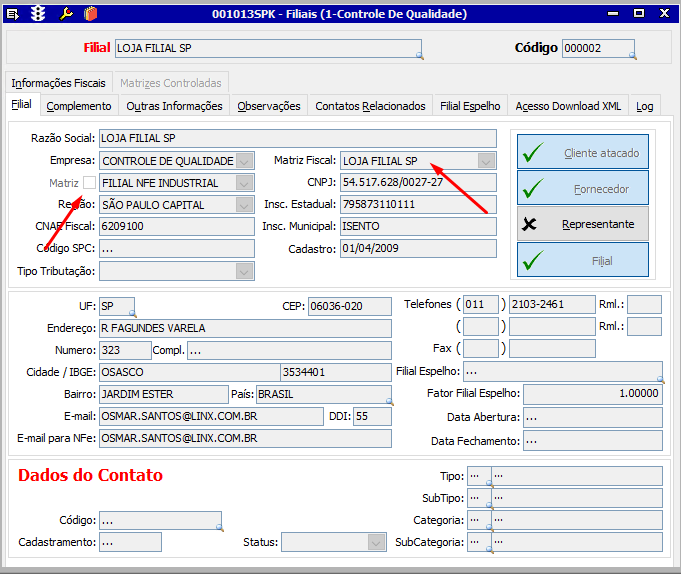 001013SPK - Filiais (1-Controle De Qualidade)
Filial LOJA FILIAL SP Código 000002
Informações Fiscais Matrizes Controladas
Filial Complemento Outras Informações Observações Contatos Relacionados Filial Espelho Acesso Download XML Log
Razão Social: LOJA FILIAL SP
Empresa: CONTROLE DE QUALIDADE Matriz Fiscal: LOJA FILIAL SP Cliente atacado
Matriz FILIAL NFE INDUSTRIAL CNPJ: 54.517.628/0027-27 Fornecedor
Região: SÃO PAULO CAPITAL Insc. Estadual: 795873110111
CNAE Fiscal: 6209100 Insc. Municipal: ISENTO Representante
Código SPC: ... Cadastro: 01/04/2009
Tipo Tributação: Filial
UF: SP CEP: 06036-020 Telefones ( 011 ) 2103-2461 Rml.:
Endereço: R FAGUNDES VARELA ( ) Rml.:
Numero: 323 Compl. ... Fax ( )
Cidade / IBGE: OSASCO 3534401 Filial Espelho: ...
Bairro: JARDIM ESTER País: BRASIL Fator Filial Espelho: 1.00000
E-mail: OSMAR.SANTOS@LINX.COM.BR DDI: 55 Data Abertura: ...
E-mail para NFe: OSMAR.SANTOS@LINX.COM.BR Data Fechamento: ...
Dados do Contato Tipo: ... ...
SubTipo: ... ...
Código: ... Categoria: ... ...
Cadastramento: ... Status: SubCategoria: ... ...